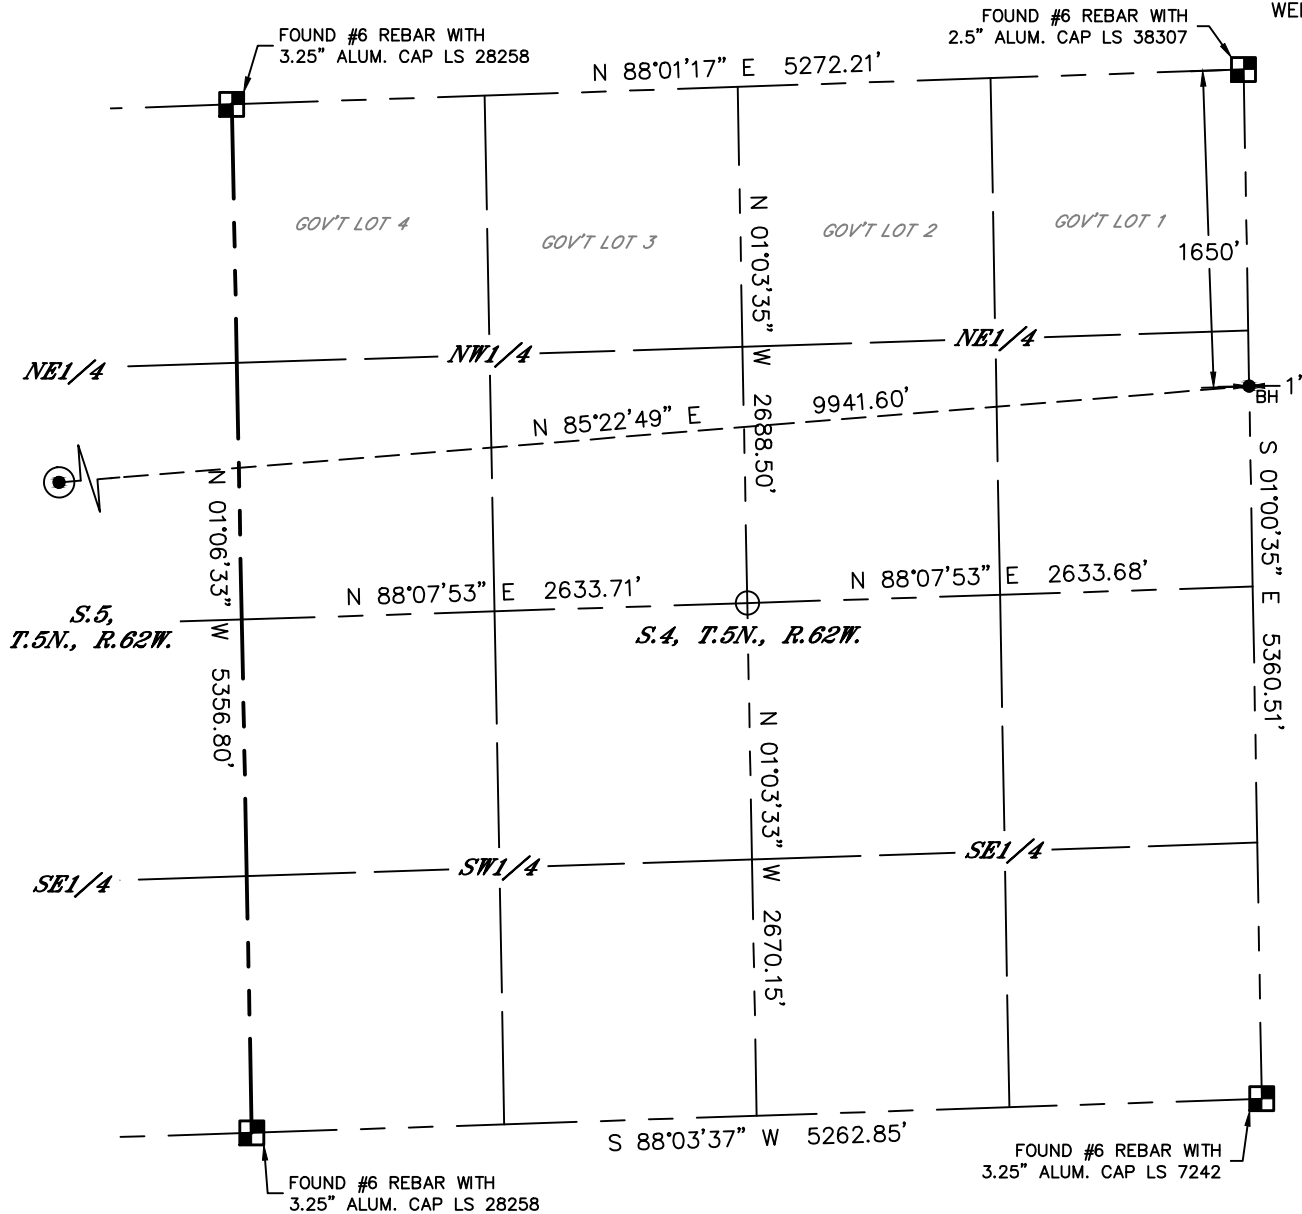 WEL
FOUND #6 REBAR WITH
2.5” ALUM. CAP LS 38307
FOUND #6 REBAR WITH
3.25” ALUM. CAP LS 28258
N 88°01'17” E 5272.21'
GOV'T LOT 4
GOV'T LOT 3
GOV'T LOT 2
GOV'T LOT 1
1650'
N 01°03'35” W 2688.50'
NE1/4
NW1/4
NE1/4
1'
BH
N 85°22'49” E 9941.60'
N 01°06'33” W 5356.80'
S 01°00'35” E 5360.51'
N 88°07'53” E 2633.71'
N 88°07'53” E 2633.68'
S.5,
T.5N., R.62W.
S.4, T.5N., R.62W.
N 01°03'33” W 2670.15'
SE1/4
SW1/4
SE1/4
S 88°03'37” W 5262.85'
FOUND #6 REBAR WITH
3.25” ALUM. CAP LS 7242
FOUND #6 REBAR WITH
3.25” ALUM. CAP LS 28258